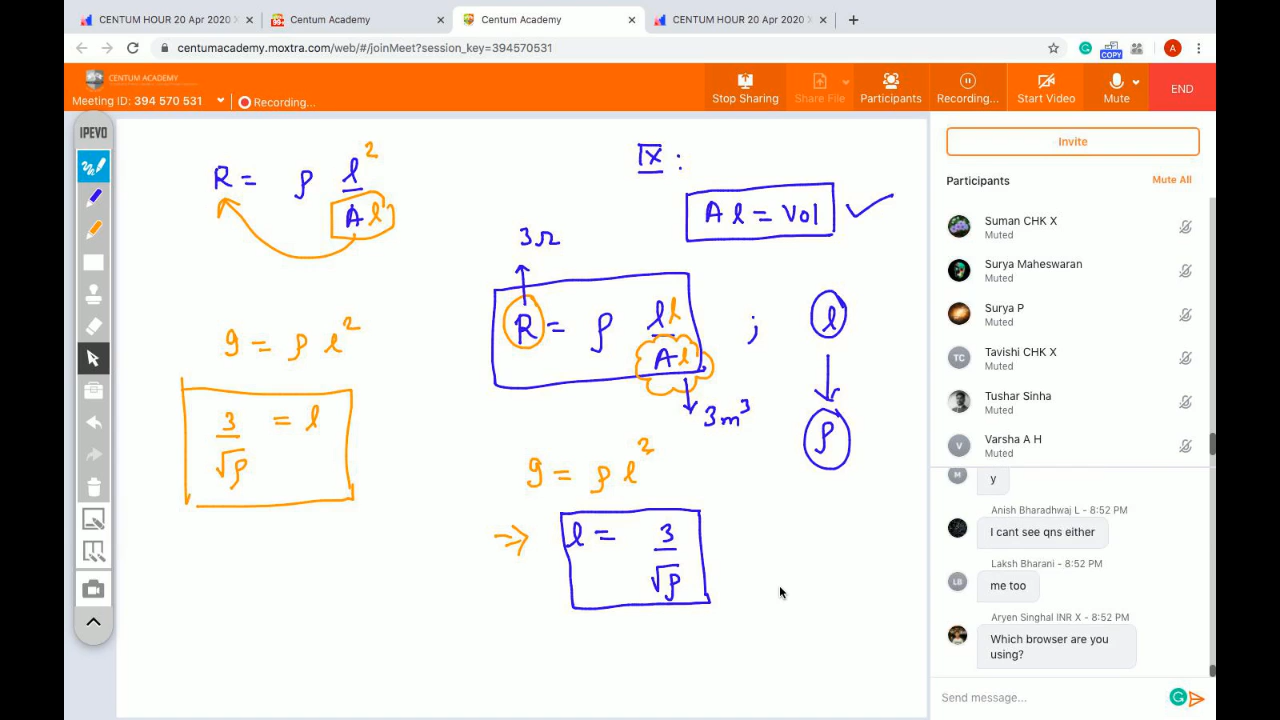 CENTUM HOUR 20 Apr 2020
Centum Academy
Centum Academy
CENTUM HOUR 20 Apr 2020
centumacademy.moxtra.com/web/#/joinMeet?session_key=394570531
COPY
A
CENTUM ACADEMY
Meeting ID: 394 570 531
Recording...
Stop Sharing
Share File
Participants
Recording...
Start Video
Mute
END
IPEVO
R = ρ l²
A l
IX :
A l = Vol
3Ω
R = ρ l l
A l
; l
3m³
ρ
9 = ρ l²
3 = l
√ρ
9 = ρ l²
⇒ l = 3
√ρ
Invite
Participants
Mute All
Suman CHK X
Muted
Surya Maheswaran
Muted
Surya P
Muted
TC
Tavishi CHK X
Muted
Tushar Sinha
Muted
V
Varsha A H
Muted
M
y
Anish Bharadhwaj L - 8:52 PM
I cant see qns either
Laksh Bharani - 8:52 PM
LB
me too
Aryen Singhal INR X - 8:52 PM
Which browser are you
using?
Send message...